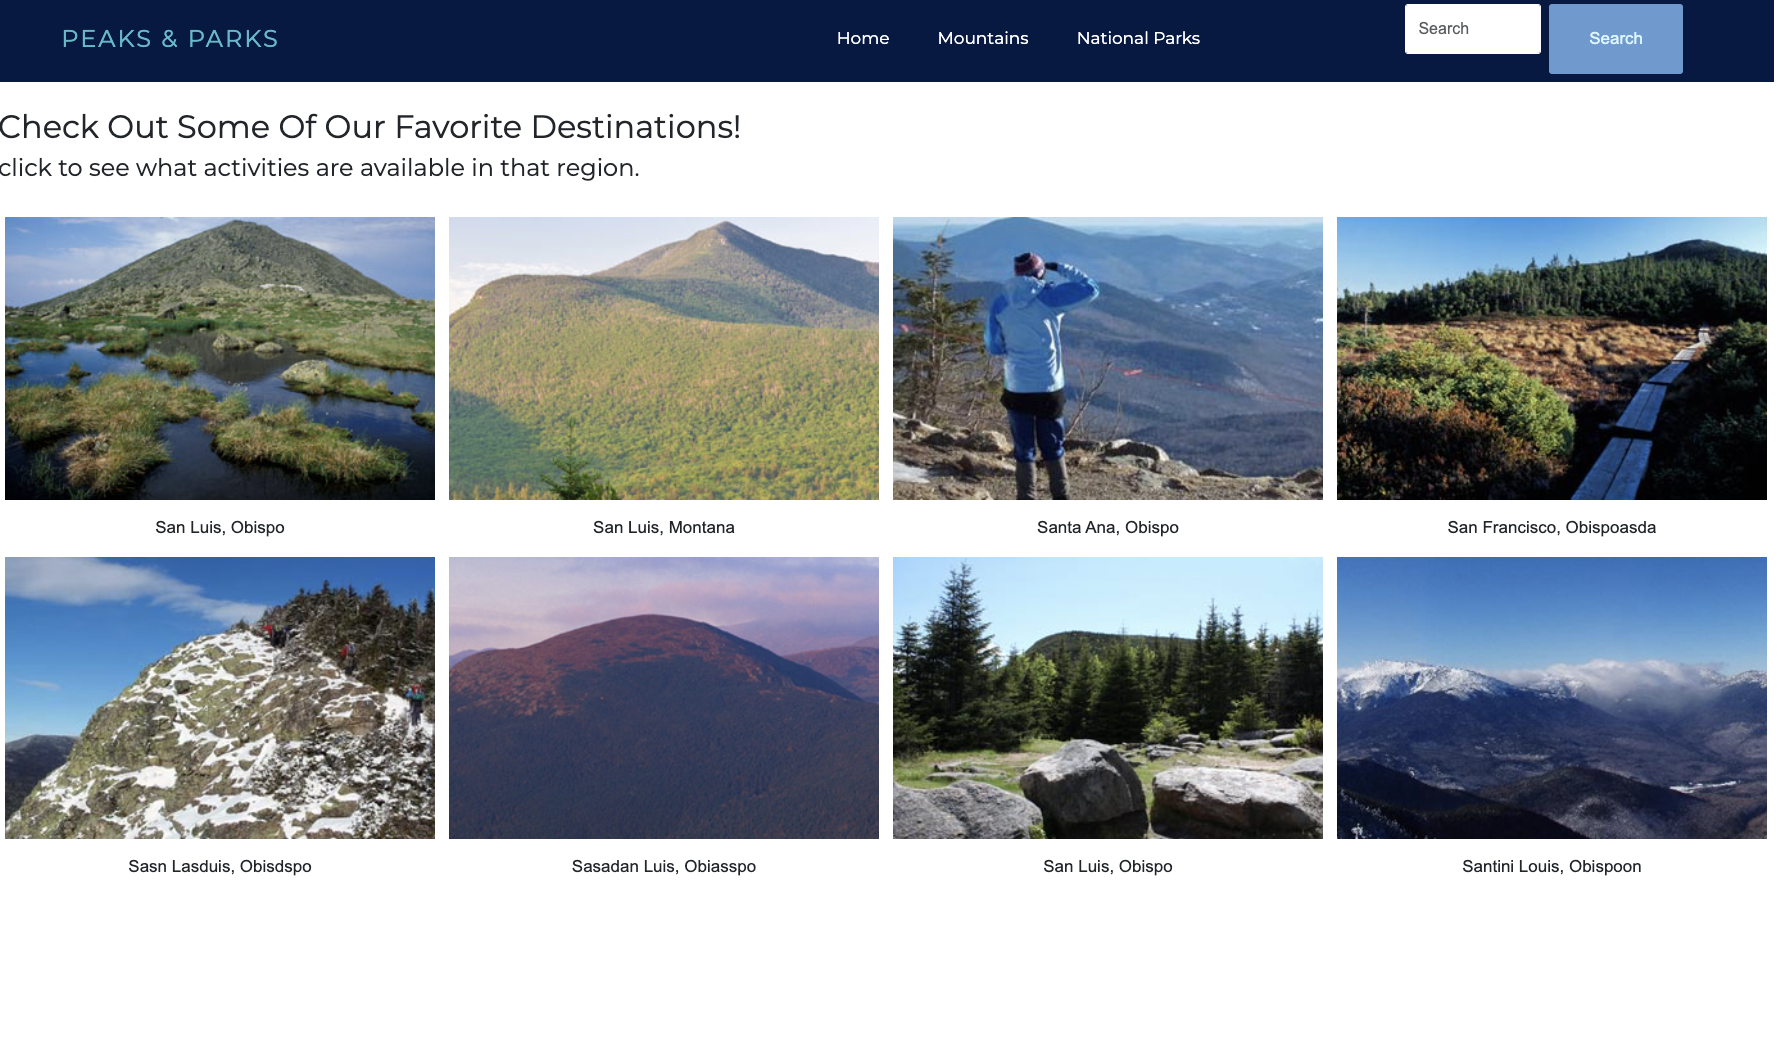 PEAKS & PARKS
Home
Mountains
National Parks
Search
Search
Check Out Some Of Our Favorite Destinations!
click to see what activities are available in that region.
San Luis, Obispo
San Luis, Montana
Santa Ana, Obispo
San Francisco, Obispoasda
Sasn Lasduis, Obisdspo
Sasadan Luis, Obiasspo
San Luis, Obispo
Santini Louis, Obispoon